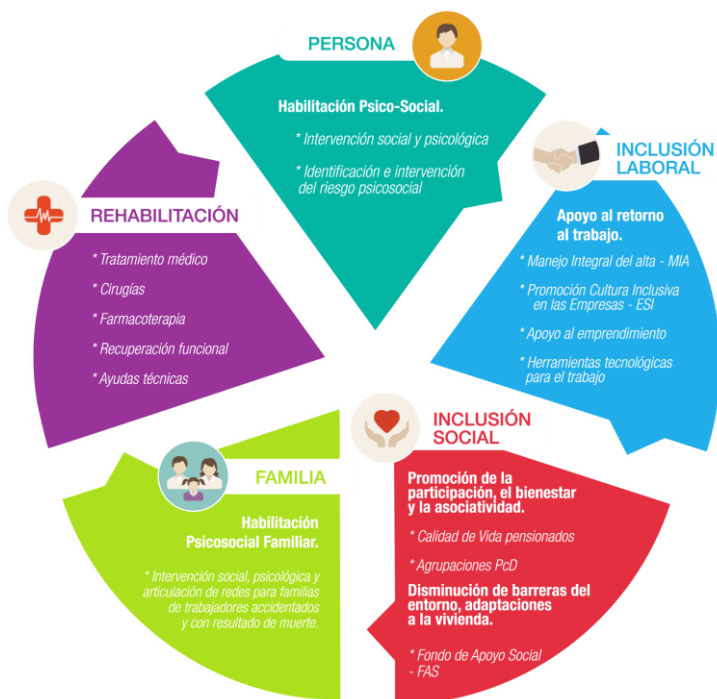 PERSONA
Habilitación Psico-Social.
* Intervención social y psicológica
* Identificación e intervención
del riesgo psicosocial
INCLUSIÓN
LABORAL
Apoyo al retorno
al trabajo.
* Manejo Integral del alta - MIA
* Promoción Cultura Inclusiva
en las Empresas - ESI
* Apoyo al emprendimiento
* Herramientas tecnológicas
para el trabajo
INCLUSIÓN
SOCIAL
Promoción de la
participación, el bienestar
y la asociatividad.
* Calidad de Vida pensionados
* Agrupaciones PcD
Disminución de barreras del
entorno, adaptaciones
a la vivienda.
* Fondo de Apoyo Social
- FAS
FAMILIA
Habilitación
Psicosocial Familiar.
* Intervención social, psicológica y
articulación de redes para familias
de trabajadores accidentados
y con resultado de muerte.
REHABILITACIÓN
* Tratamiento médico
* Cirugías
* Farmacoterapia
* Recuperación funcional
* Ayudas técnicas